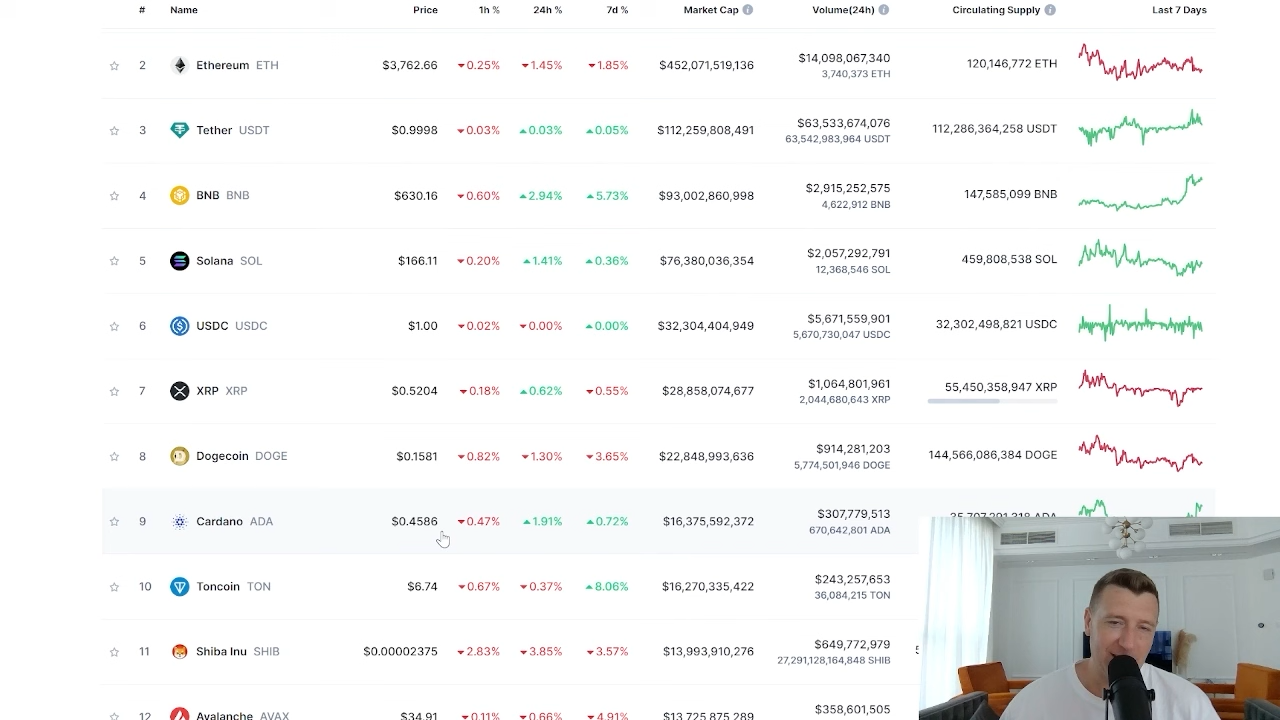 # Name Price 1h % 24h % 7d % Market Cap Volume(24h) Circulating Supply Last 7 Days
2 Ethereum ETH $3,762.66 0.25% 1.45% 1.85% $452,071,519,136 $14,098,067,340 120,146,772 ETH
3,740,373 ETH
3 Tether USDT $0.9998 0.03% 0.03% 0.05% $112,259,808,491 $63,533,674,076 112,286,364,258 USDT
63,542,983,964 USDT
4 BNB BNB $630.16 0.60% 2.94% 5.73% $93,002,860,998 $2,915,252,575 147,585,099 BNB
4,622,912 BNB
5 Solana SOL $166.11 0.20% 1.41% 0.36% $76,380,036,354 $2,057,292,791 459,808,538 SOL
12,368,546 SOL
6 USDC USDC $1.00 0.02% 0.00% 0.00% $32,304,404,949 $5,671,559,901 32,302,498,821 USDC
5,670,730,047 USDC
7 XRP XRP $0.5204 0.18% 0.62% 0.55% $28,858,074,677 $1,064,801,961 55,450,358,947 XRP
2,044,680,643 XRP
8 Dogecoin DOGE $0.1581 0.82% 1.30% 3.65% $22,848,993,636 $914,281,203 144,566,086,384 DOGE
5,774,501,946 DOGE
9 Cardano ADA $0.4586 0.47% 1.91% 0.72% $16,375,592,372 $307,779,513
670,642,801 ADA
10 Toncoin TON $6.74 0.67% 0.37% 8.06% $16,270,335,422 $243,257,653
36,084,215 TON
11 Shiba Inu SHIB $0.00002375 2.83% 3.85% 3.57% $13,993,910,276 $649,772,979
27,291,128,164,848 SHIB
12 Avalanche AVAX $34.91 0.11% 0.66% 4.91% $13,725,875,289 $358,601,505